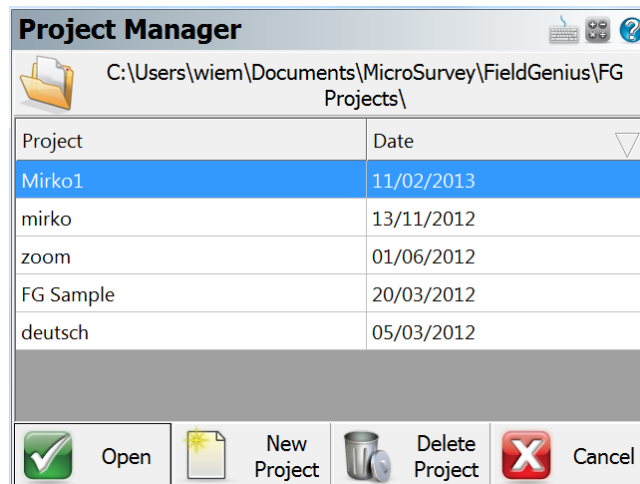 Project Manager
C:\Users\wiem\Documents\MicroSurvey\FieldGenius\FG
Projects\
Project Date
Mirko1 11/02/2013
mirko 13/11/2012
zoom 01/06/2012
FG Sample 20/03/2012
deutsch 05/03/2012
Open New Project Delete Project Cancel